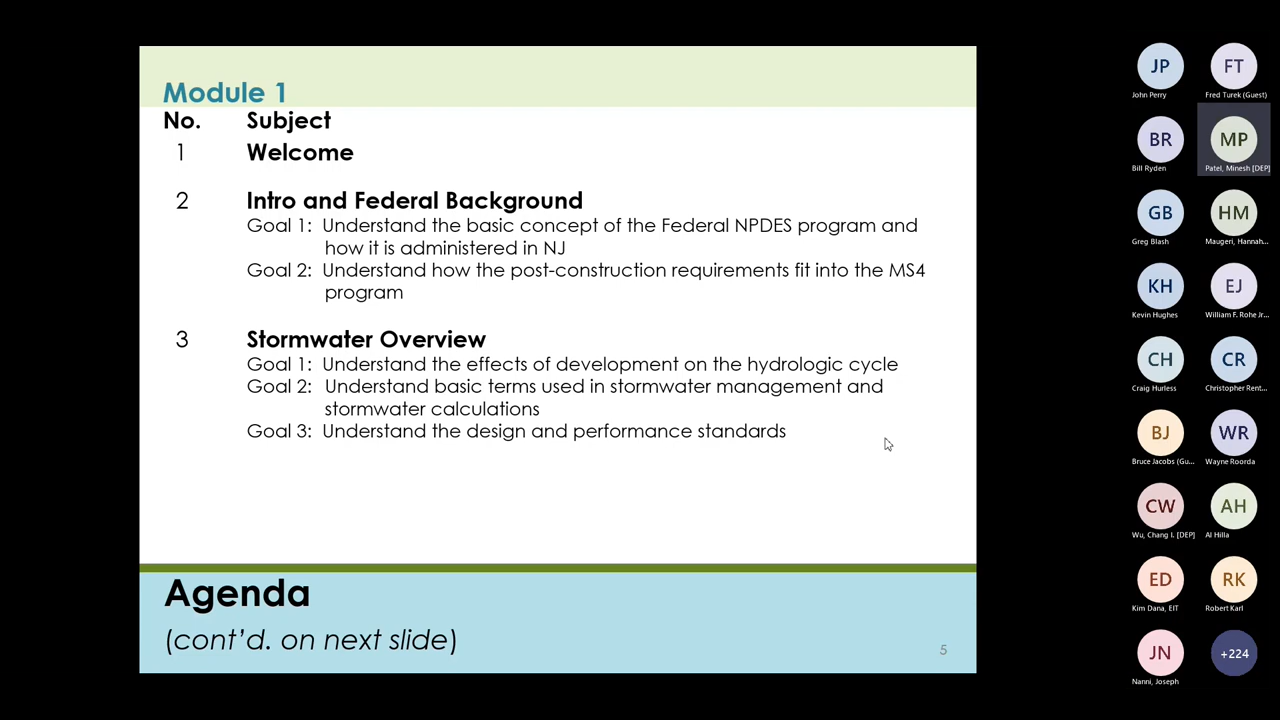 Module 1
No. Subject
1 Welcome
2 Intro and Federal Background
Goal 1: Understand the basic concept of the Federal NPDES program and
how it is administered in NJ
Goal 2: Understand how the post-construction requirements fit into the MS4
program
3 Stormwater Overview
Goal 1: Understand the effects of development on the hydrologic cycle
Goal 2: Understand basic terms used in stormwater management and
stormwater calculations
Goal 3: Understand the design and performance standards
Agenda
(cont'd. on next slide)
5
JP FT
John Perry Fred Turek (Guest)
BR MP
Bill Ryden Patel, Minesh [DEP]
GB HM
Greg Blash Maugeri, Hannah...
KH EJ
Kevin Hughes William F. Rohe Jr...
CH CR
Craig Hurless Christopher Rent...
BJ WR
Bruce Jacobs (Gu... Wayne Roorda
CW AH
Wu, Chang I. [DEP] Al Hilla
ED RK
Kim Dana, EIT Robert Karl
JN +224
Nanni, Joseph